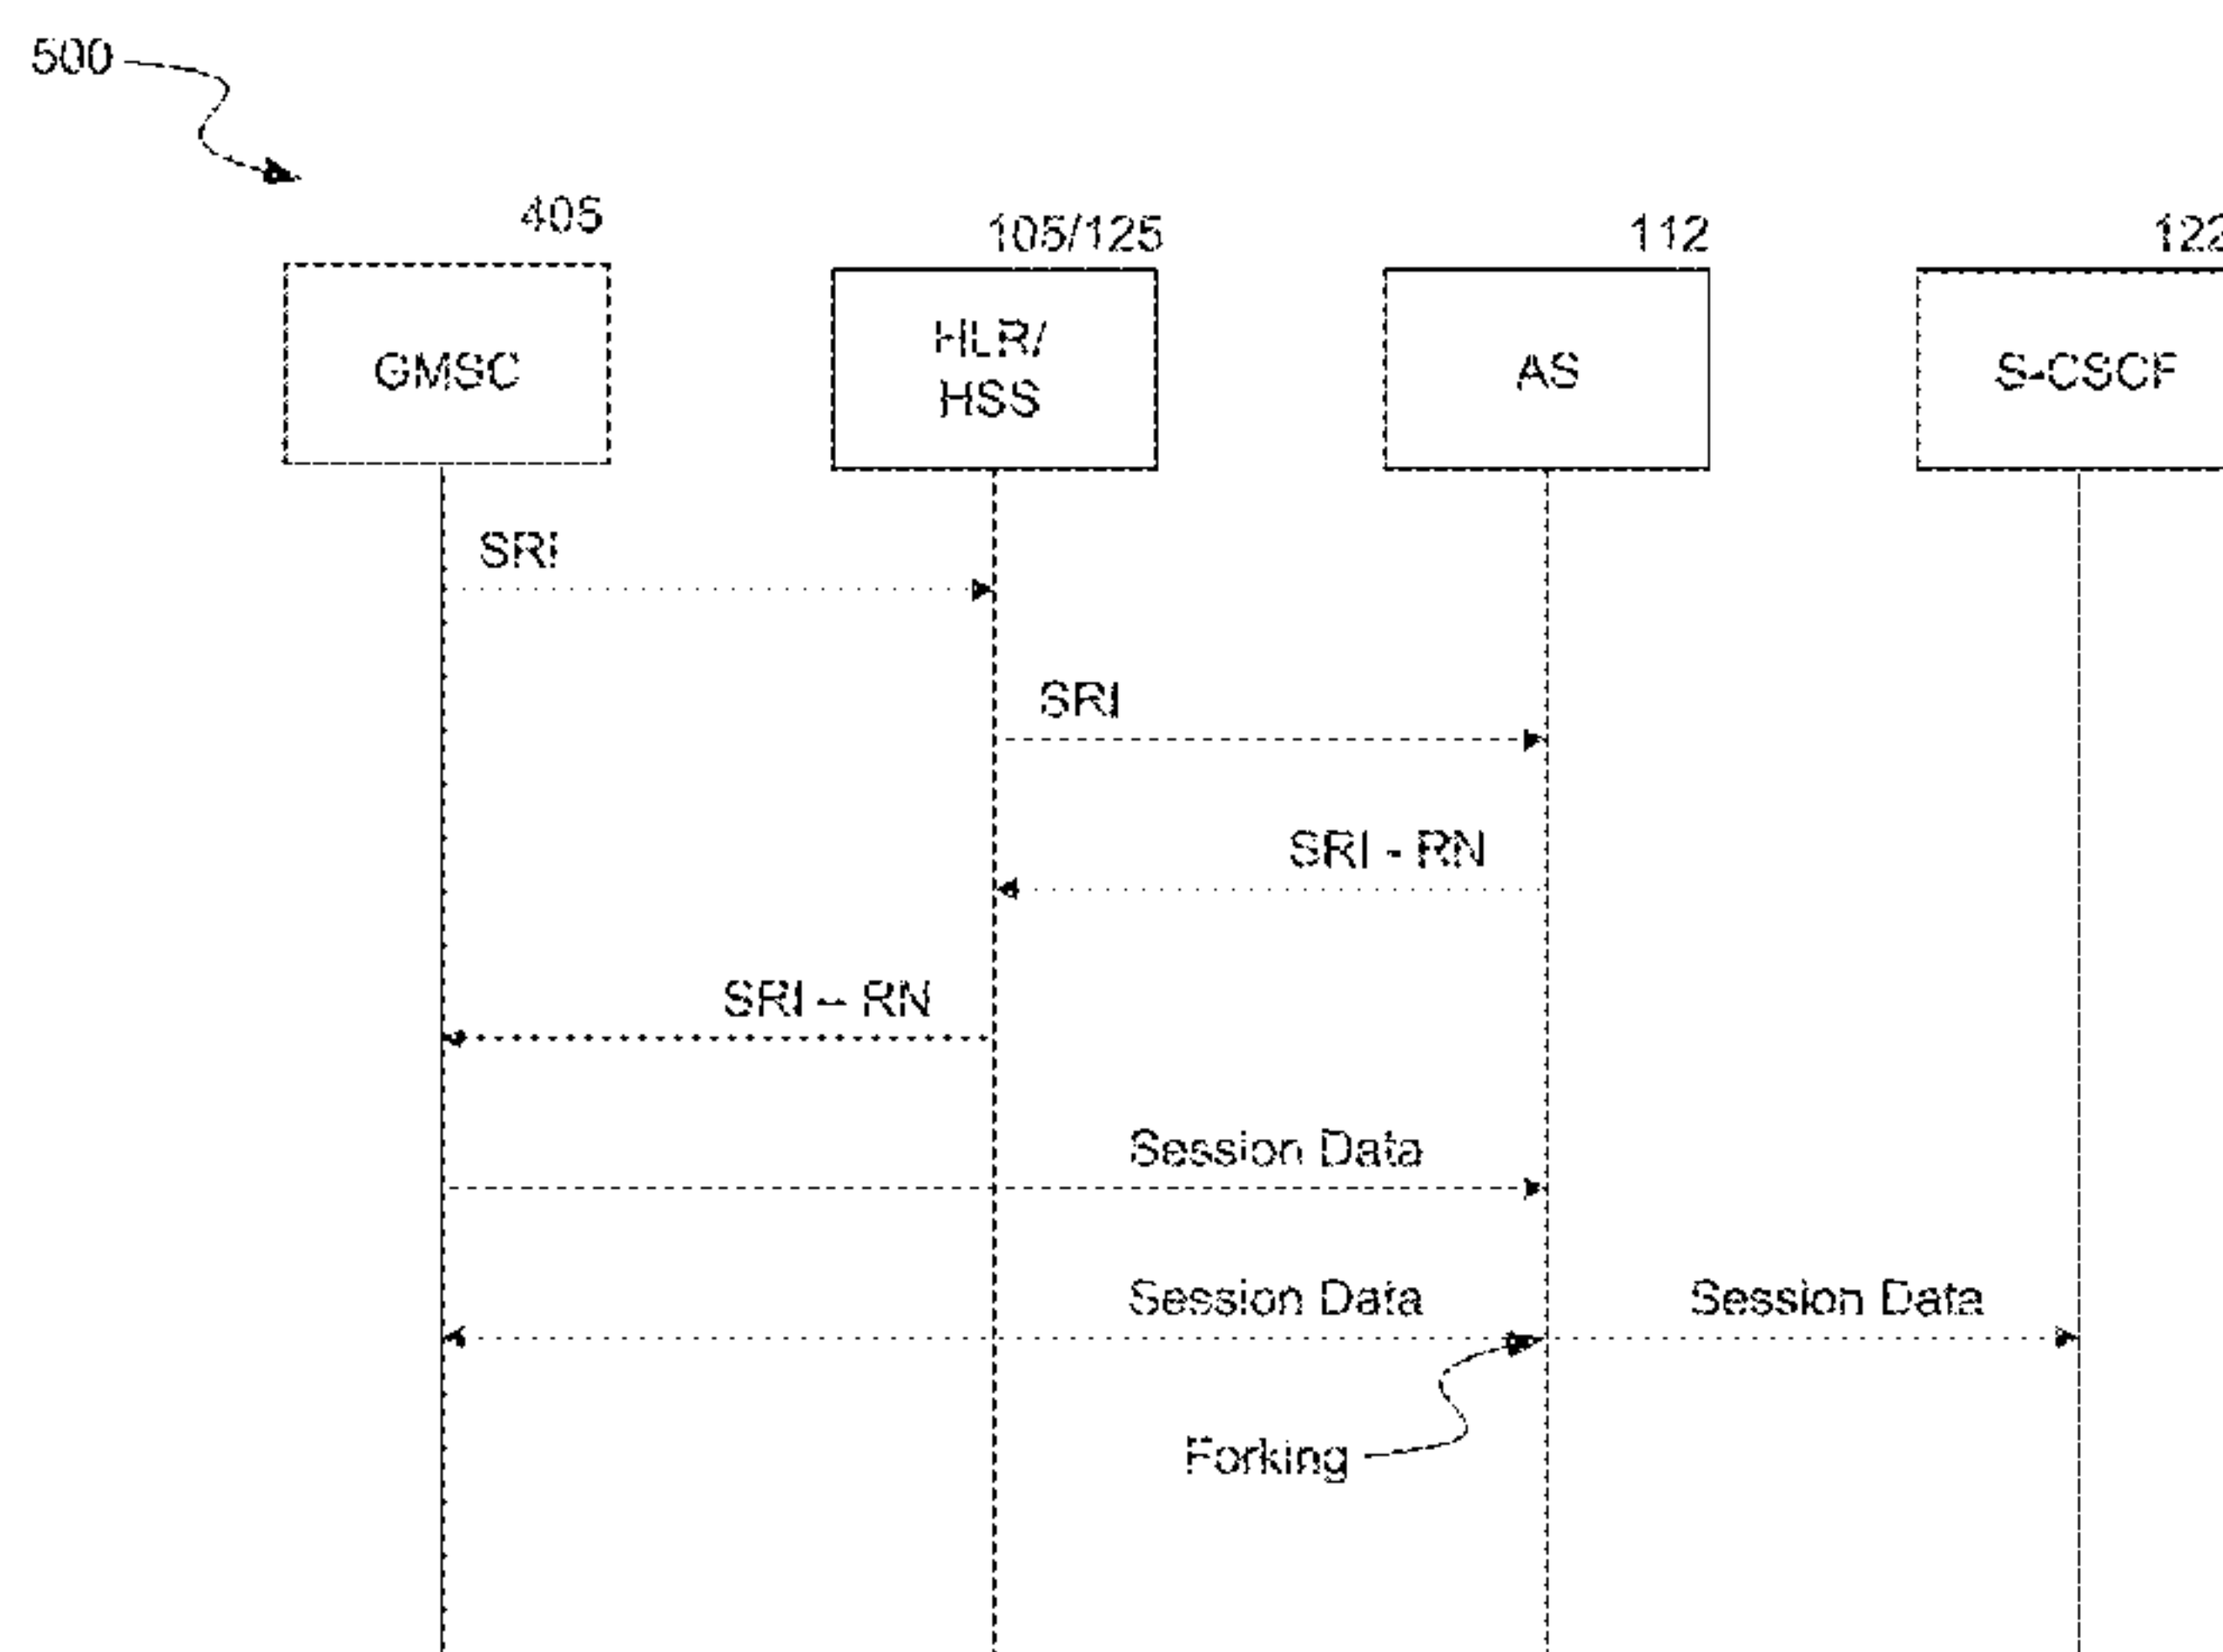 500
405 105/125 112 122
GMSC HLR/ AS S-CSCF
HSS
SRI
SRI
SRI - RN
SRI – RN
Session Data
Session Data Session Data
Forking